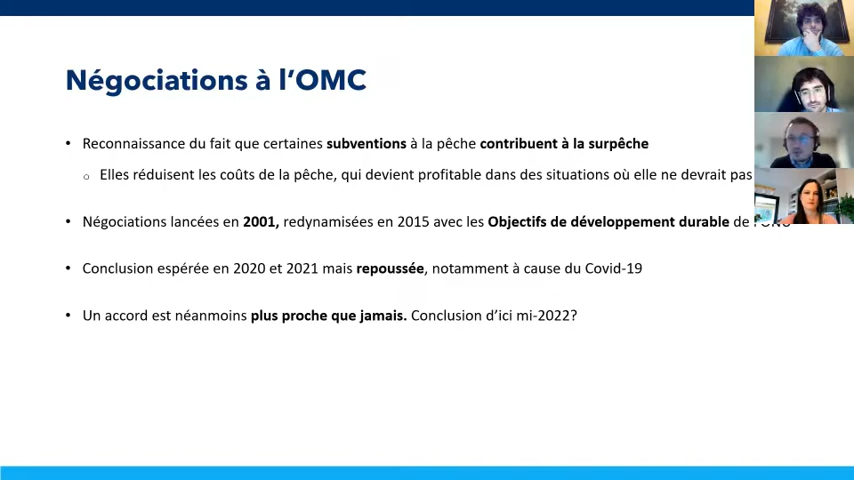 Négociations à l'OMC
• Reconnaissance du fait que certaines subventions à la pêche contribuent à la surpêche
o Elles réduisent les coûts de la pêche, qui devient profitable dans des situations où elle ne devrait pas
• Négociations lancées en 2001, redynamisées en 2015 avec les Objectifs de développement durable de l'ONU
• Conclusion espérée en 2020 et 2021 mais repoussée, notamment à cause du Covid-19
• Un accord est néanmoins plus proche que jamais. Conclusion d'ici mi-2022?